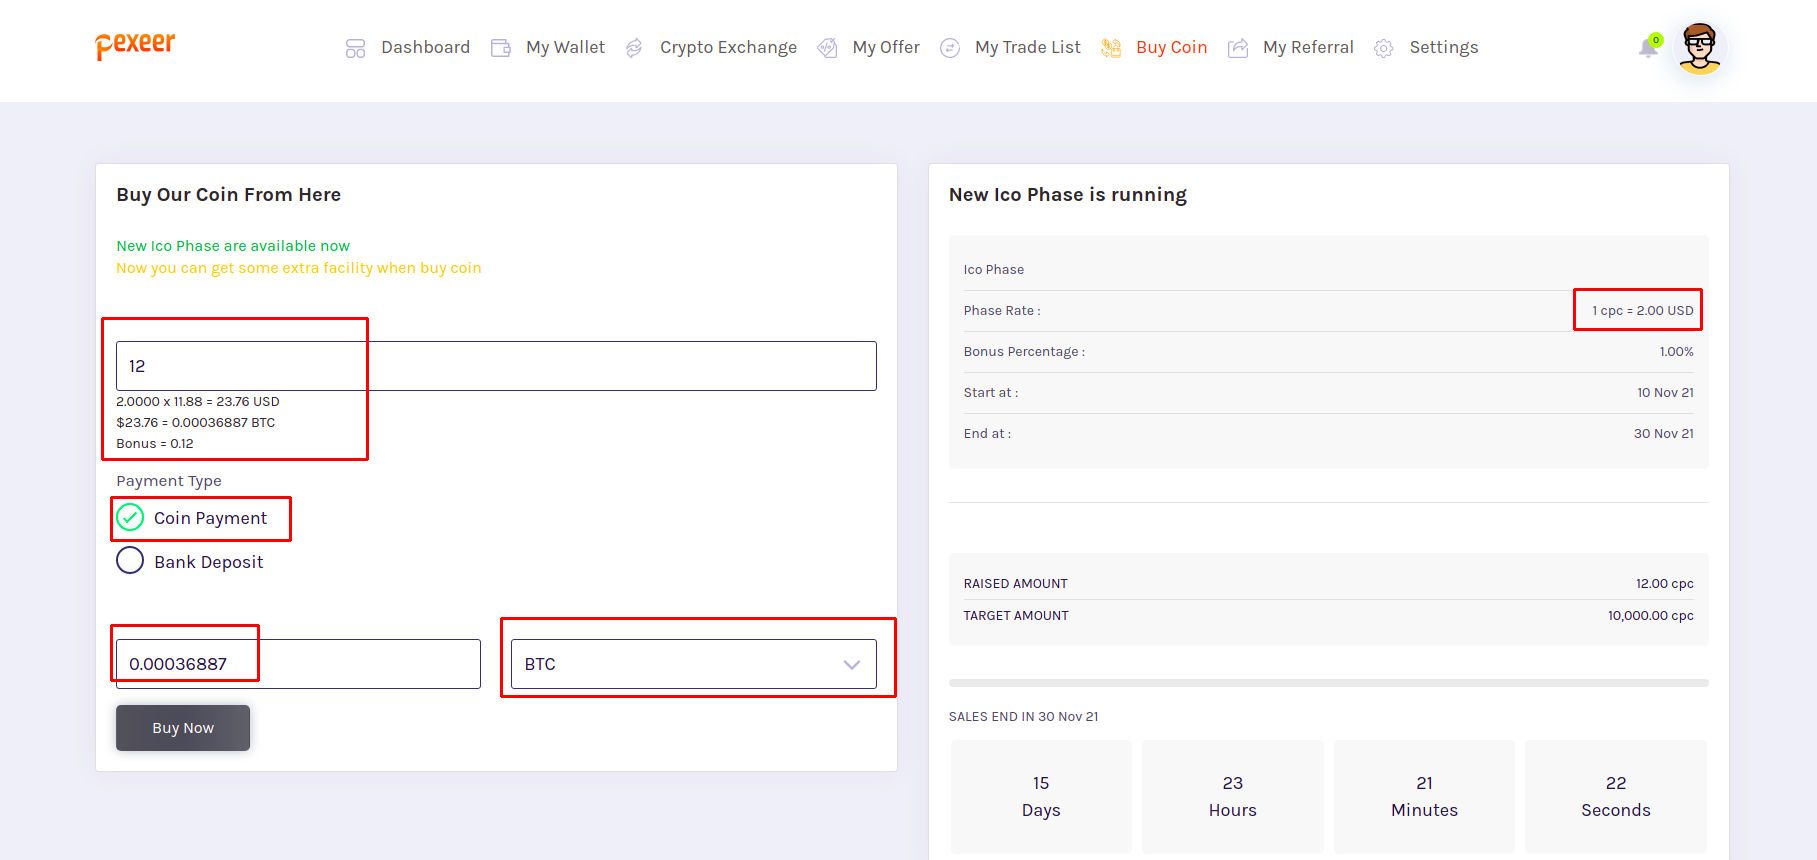 pexeer
Dashboard
My Wallet
Crypto Exchange
My Offer
My Trade List
Buy Coin
My Referral
Settings
0
Buy Our Coin From Here
New Ico Phase are available now
Now you can get some extra facility when buy coin
12
2.0000 x 11.88 = 23.76 USD
$23.76 = 0.00036887 BTC
Bonus = 0.12
Payment Type
Coin Payment
Bank Deposit
0.00036887
BTC
Buy Now
New Ico Phase is running
Ico Phase
Phase Rate : 1 cpc = 2.00 USD
Bonus Percentage : 1.00%
Start at : 10 Nov 21
End at : 30 Nov 21
RAISED AMOUNT 12.00 cpc
TARGET AMOUNT 10,000.00 cpc
SALES END IN 30 Nov 21
15
Days
23
Hours
21
Minutes
22
Seconds